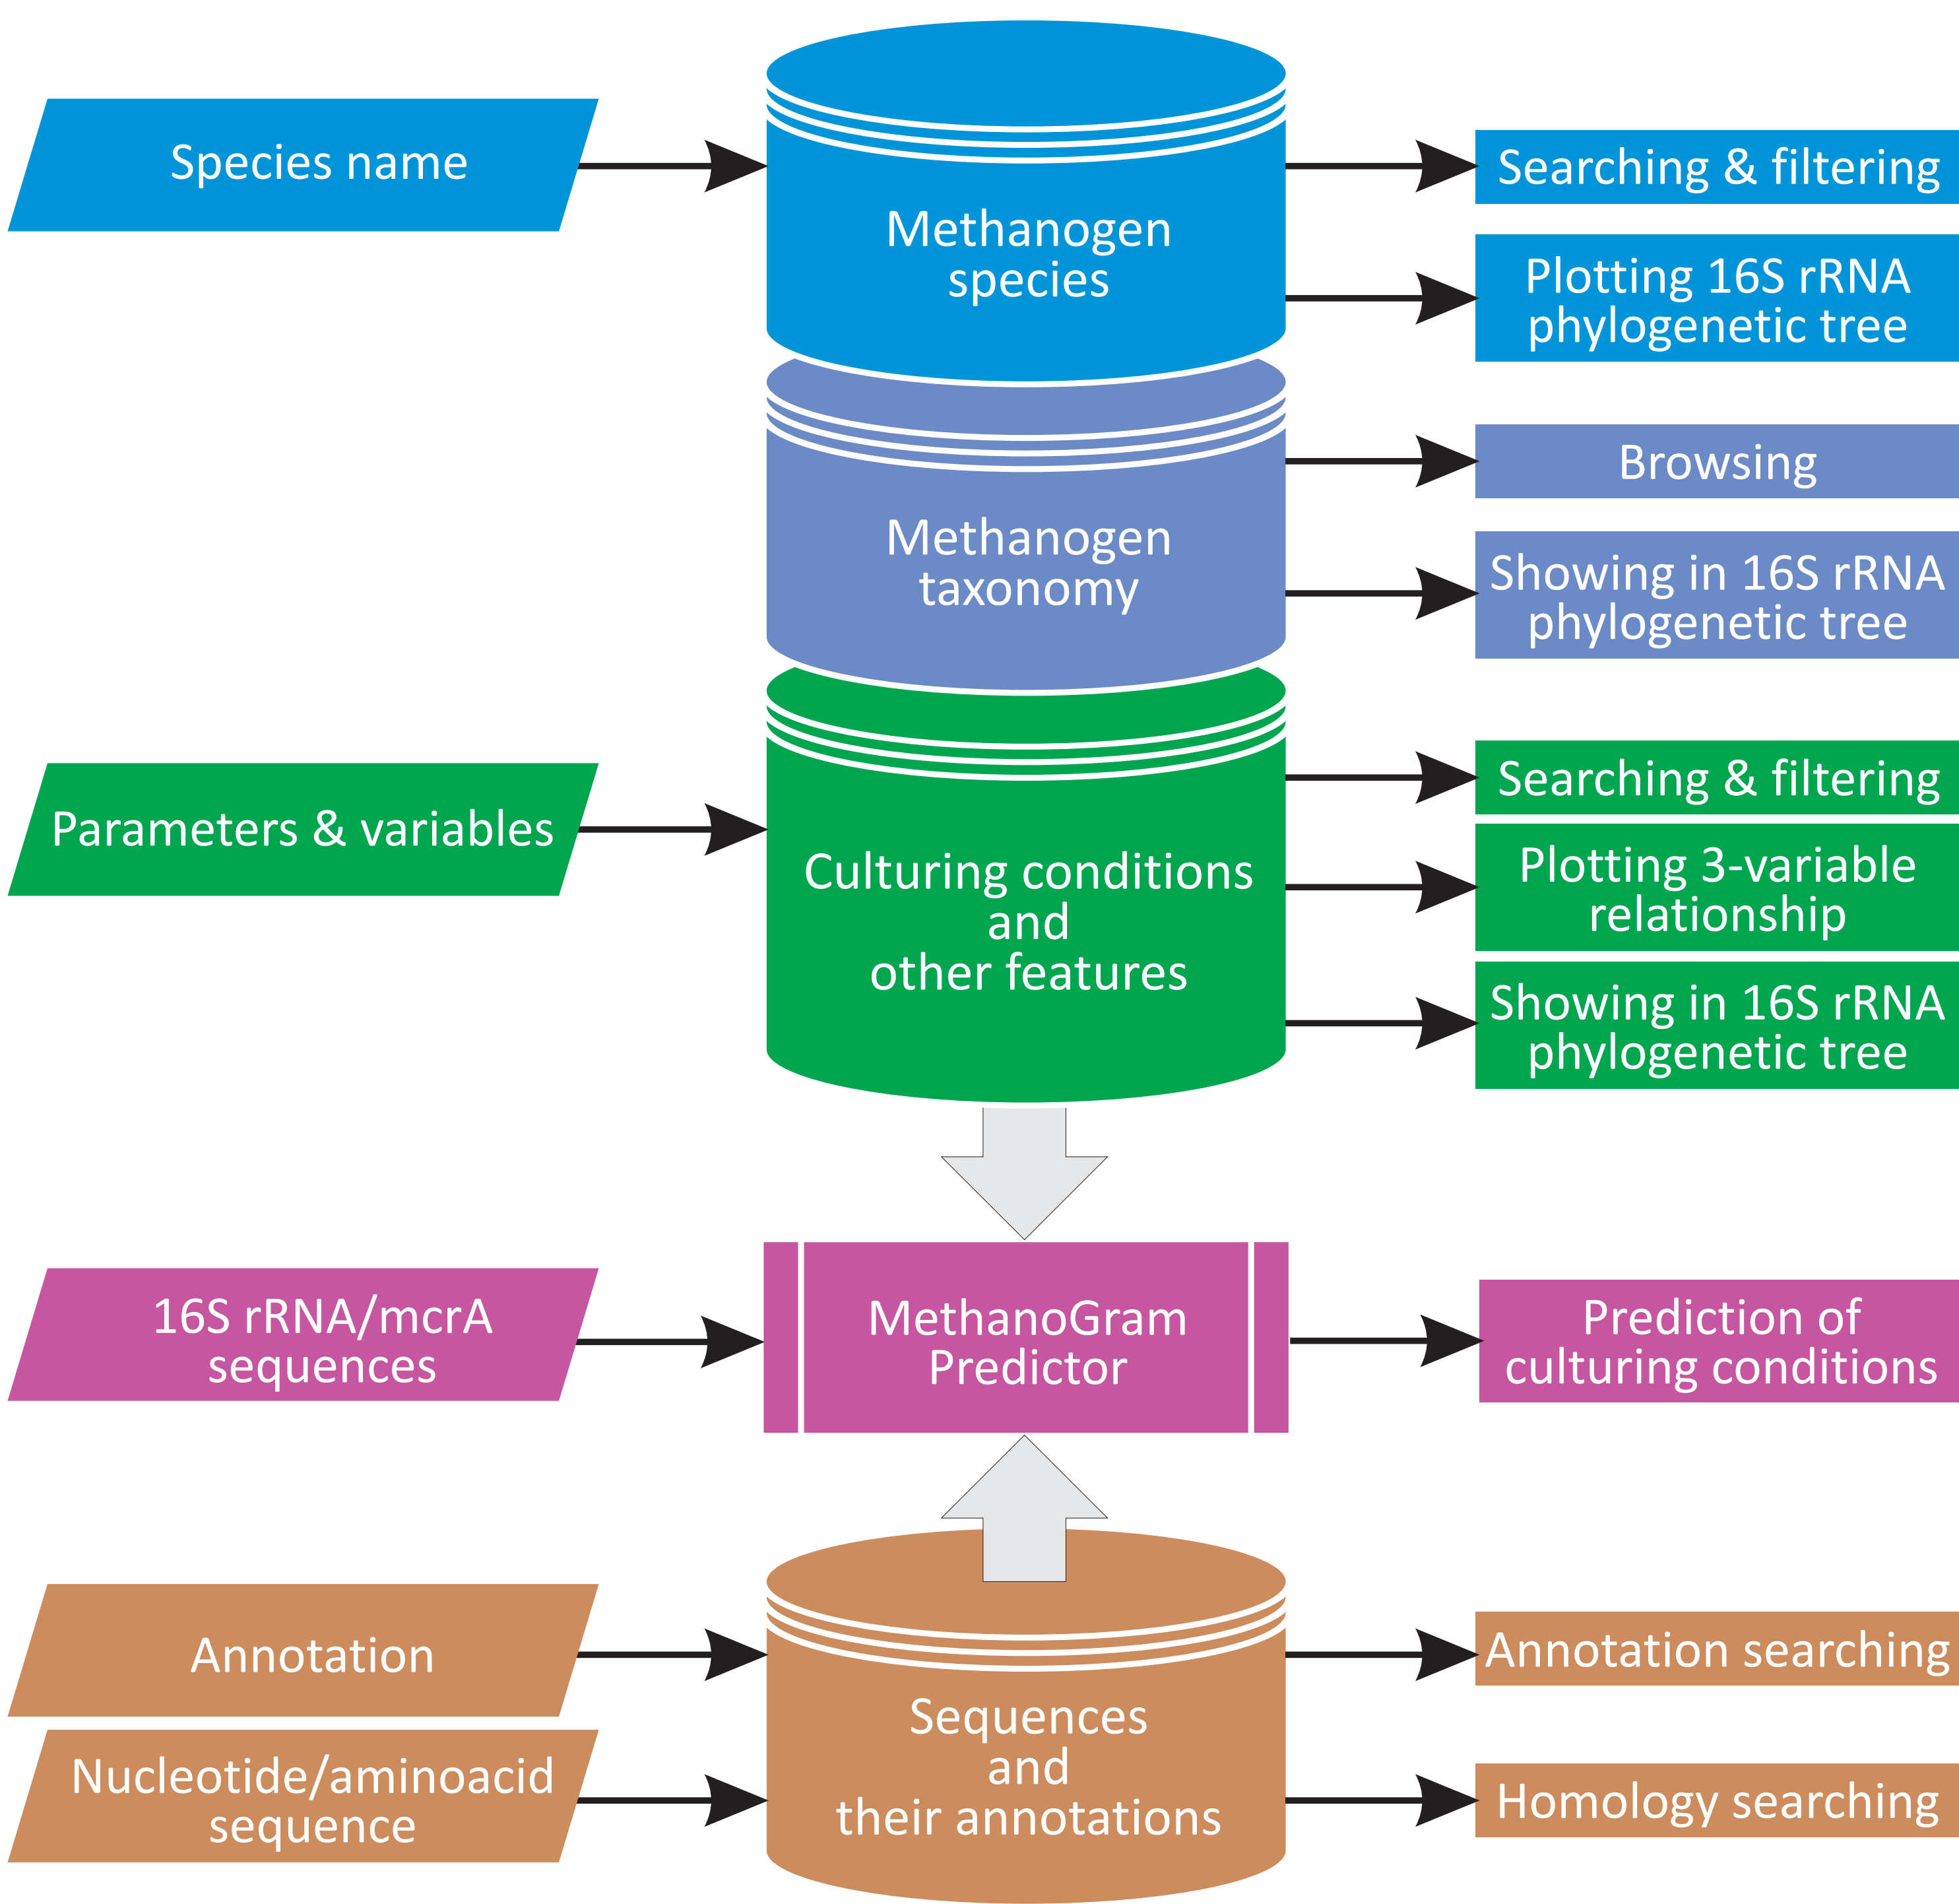 Species name
Methanogen
species
Searching & filtering
Plotting 16S rRNA
phylogenetic tree
Methanogen
taxonomy
Browsing
Showing in 16S rRNA
phylogenetic tree
Parameters & variables
Culturing conditions
and
other features
Searching & filtering
Plotting 3-variable
relationship
Showing in 16S rRNA
phylogenetic tree
16S rRNA/mcrA
sequences
MethanoGram
Predictor
Prediction of
culturing conditions
Annotation
Nucleotide/aminoacid
sequence
Sequences
and
their annotations
Annotation searching
Homology searching